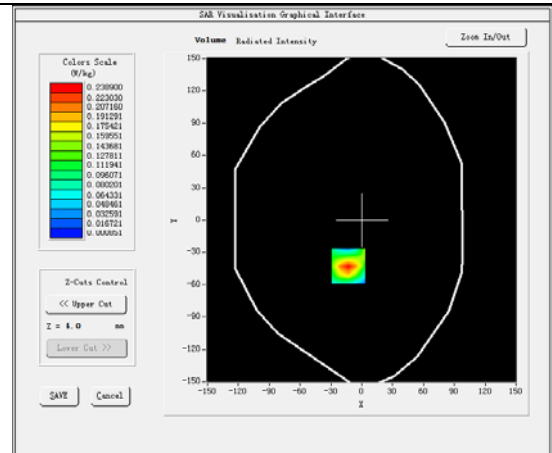 SAR Visualisation Graphical Interface
Volume Radiated Intensity
Zoom In/Out
Colors Scale
(W/kg)
0.238900
0.223030
0.207160
0.191291
0.175421
0.159551
0.143681
0.127811
0.111941
0.096071
0.080201
0.064331
0.048461
0.032591
0.016721
0.000851
Z-Cuts Control
<< Upper Cut
Z = 4.0 mm
Lower Cut >>
SAVE Cancel
150
120
90
60
30
0
-30
-60
-90
-120
-150
Y
-150 -120 -90 -60 -30 0 30 60 90 120 150
X